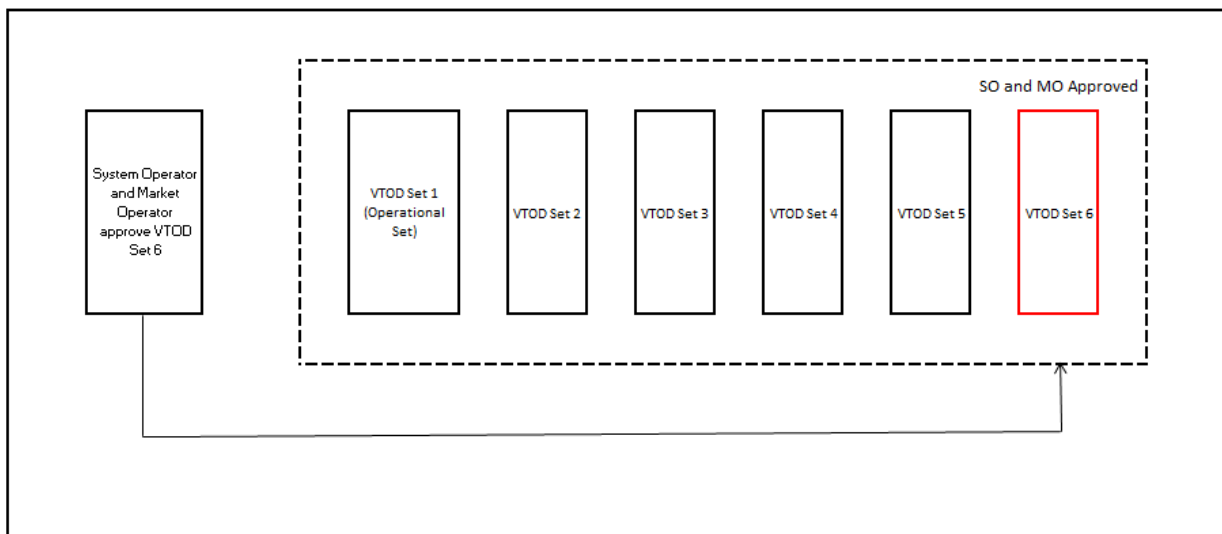 SO and MO Approved
System Operator
and Market
Operator
approve VTOD
Set 6
VTOD Set 1
(Operational
Set)
VTOD Set 2
VTOD Set 3
VTOD Set 4
VTOD Set 5
VTOD Set 6